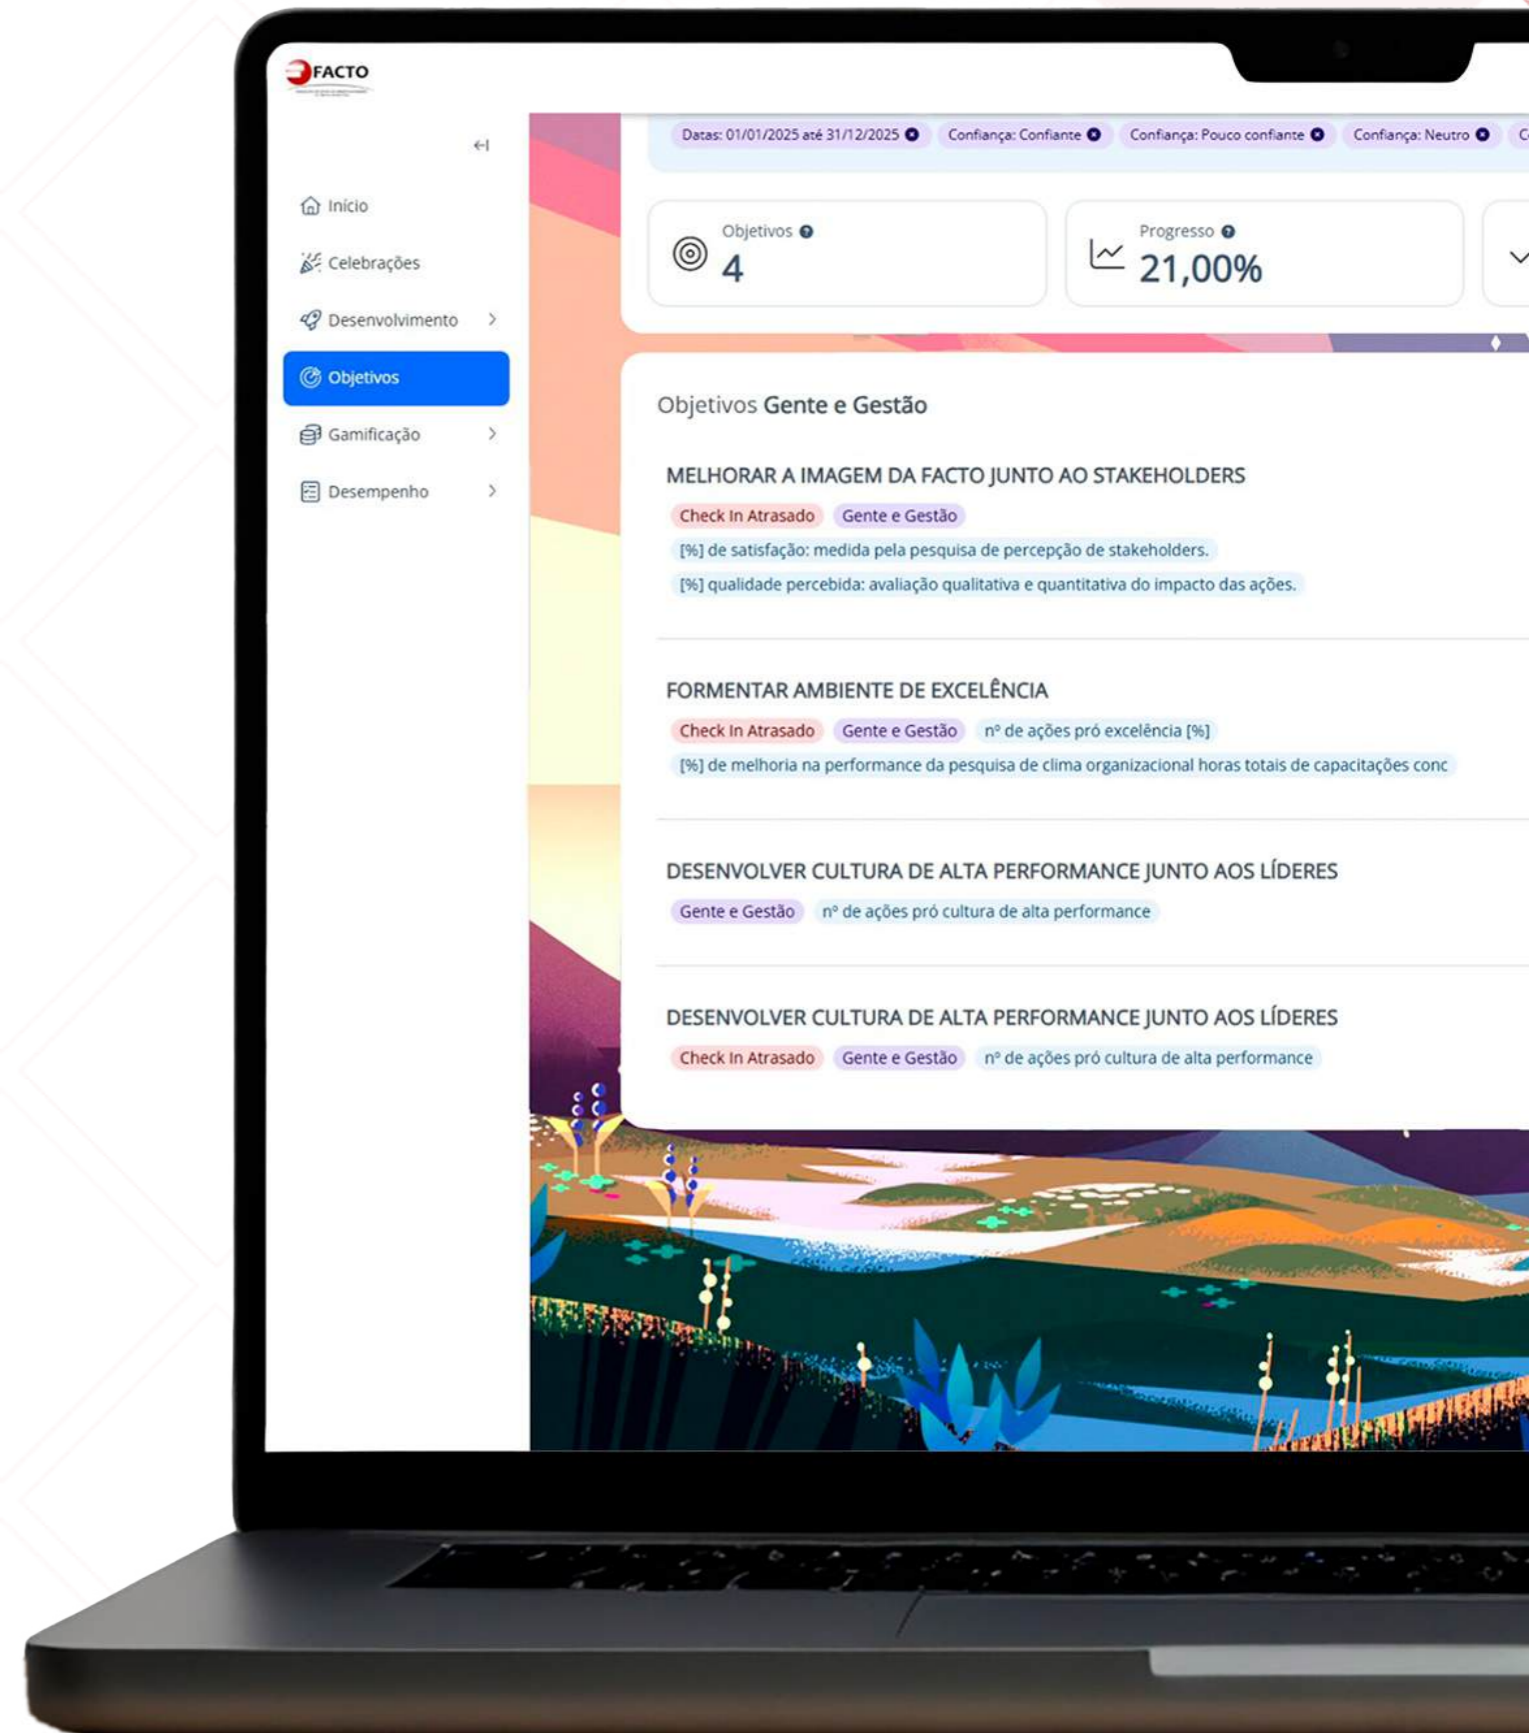 FACTO
Datas: 01/01/2025 até 31/12/2025 Confiança: Confiante Confiança: Pouco confiante Confiança: Neutro
Início
Celebrações
Desenvolvimento
Objetivos
Gamificação
Desempenho
Objetivos
4
Progresso
21,00%
Objetivos Gente e Gestão
MELHORAR A IMAGEM DA FACTO JUNTO AO STAKEHOLDERS
Check In Atrasado Gente e Gestão
[%] de satisfação: medida pela pesquisa de percepção de stakeholders.
[%] qualidade percebida: avaliação qualitativa e quantitativa do impacto das ações.
FORMENTAR AMBIENTE DE EXCELÊNCIA
Check In Atrasado Gente e Gestão nº de ações pró excelência [%]
[%] de melhoria na performance da pesquisa de clima organizacional horas totais de capacitações conc
DESENVOLVER CULTURA DE ALTA PERFORMANCE JUNTO AOS LÍDERES
Gente e Gestão nº de ações pró cultura de alta performance
DESENVOLVER CULTURA DE ALTA PERFORMANCE JUNTO AOS LÍDERES
Check In Atrasado Gente e Gestão nº de ações pró cultura de alta performance